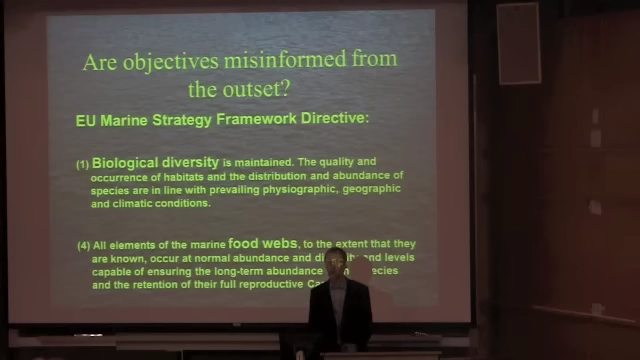 Are objectives misinformed from
the outset?
EU Marine Strategy Framework Directive:
(1) Biological diversity is maintained. The quality and
occurrence of habitats and the distribution and abundance of
species are in line with prevailing physiographic, geographic
and climatic conditions.
(4) All elements of the marine food webs, to the extent that they
are known, occur at normal abundance and and levels
capable of ensuring the long-term abundance
and the retention of their full reproductive